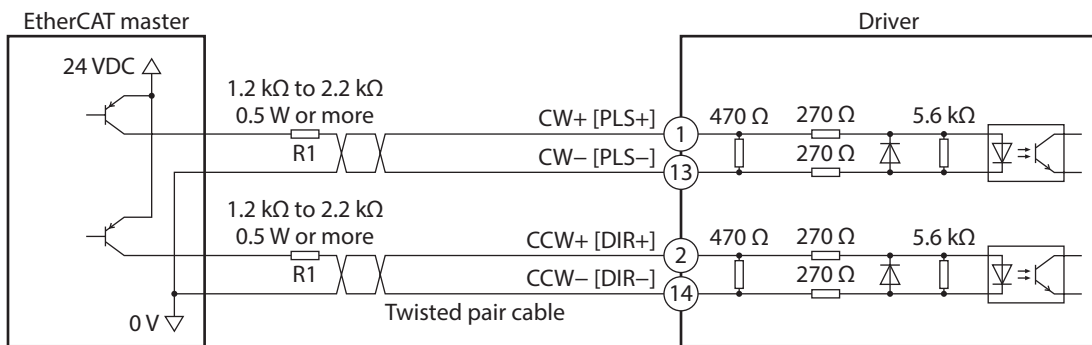 EtherCAT master
Driver
24 VDC
1.2 kΩ to 2.2 kΩ
0.5 W or more
R1
CW+ [PLS+]
CW− [PLS−]
1
13
470 Ω
270 Ω
270 Ω
5.6 kΩ
1.2 kΩ to 2.2 kΩ
0.5 W or more
R1
CCW+ [DIR+]
CCW− [DIR−]
2
14
470 Ω
270 Ω
270 Ω
5.6 kΩ
0 V
Twisted pair cable